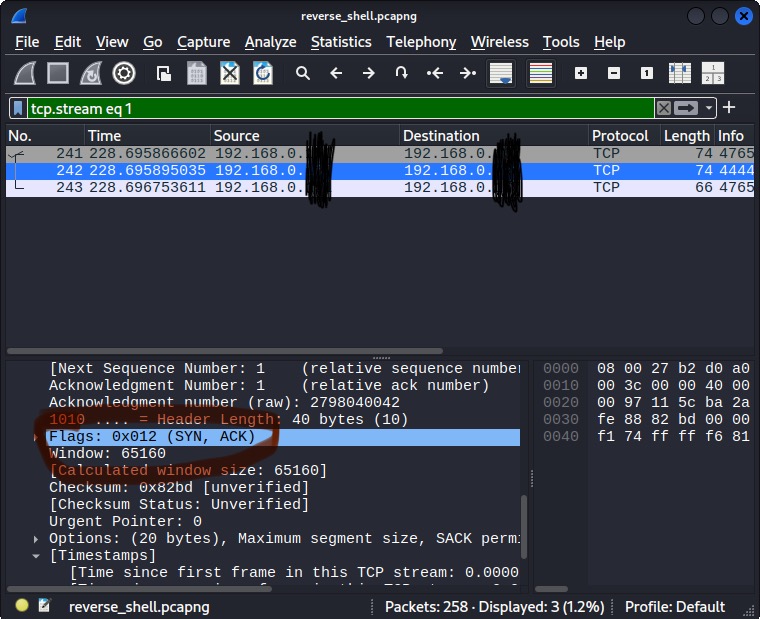 reverse_shell.pcapng
File Edit View Go Capture Analyze Statistics Telephony Wireless Tools Help
tcp.stream eq 1
No. Time Source Destination Protocol Length Info
241 228.695866602 192.168.0. 192.168.0. TCP 74 4765
242 228.695895035 192.168.0. 192.168.0. TCP 74 4444
243 228.696753611 192.168.0. 192.168.0. TCP 66 4765
[Next Sequence Number: 1 (relative sequence number
Acknowledgment Number: 1 (relative ack number)
Acknowledgment number (raw): 2798040042
1010 .... = Header Length: 40 bytes (10)
Flags: 0x012 (SYN, ACK)
Window: 65160
[Calculated window size: 65160]
Checksum: 0x82bd [unverified]
[Checksum Status: Unverified]
Urgent Pointer: 0
Options: (20 bytes), Maximum segment size, SACK permi
[Timestamps]
[Time since first frame in this TCP stream: 0.0000
0000 08 00 27 b2 d0 a0
0010 00 3c 00 00 40 00
0020 00 97 11 5c ba 2a
0030 fe 88 82 bd 00 00
0040 f1 74 ff ff f6 81
reverse_shell.pcapng
Packets: 258 · Displayed: 3 (1.2%)
Profile: Default